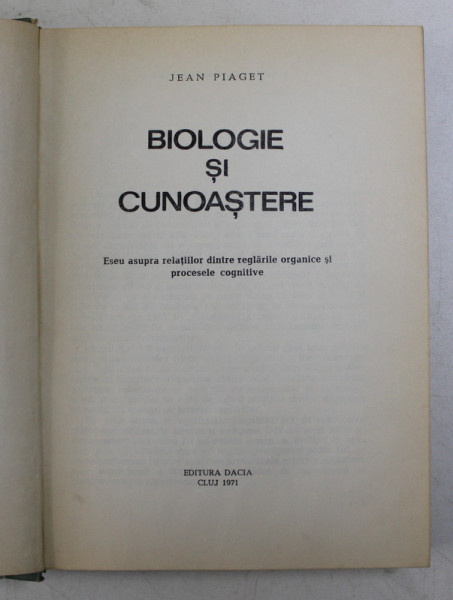 JEAN PIAGET
BIOLOGIE
ȘI
CUNOAȘTERE
Eseu asupra relațiilor dintre reglările organice și
procesele cognitive
EDITURA DACIA
CLUJ 1971